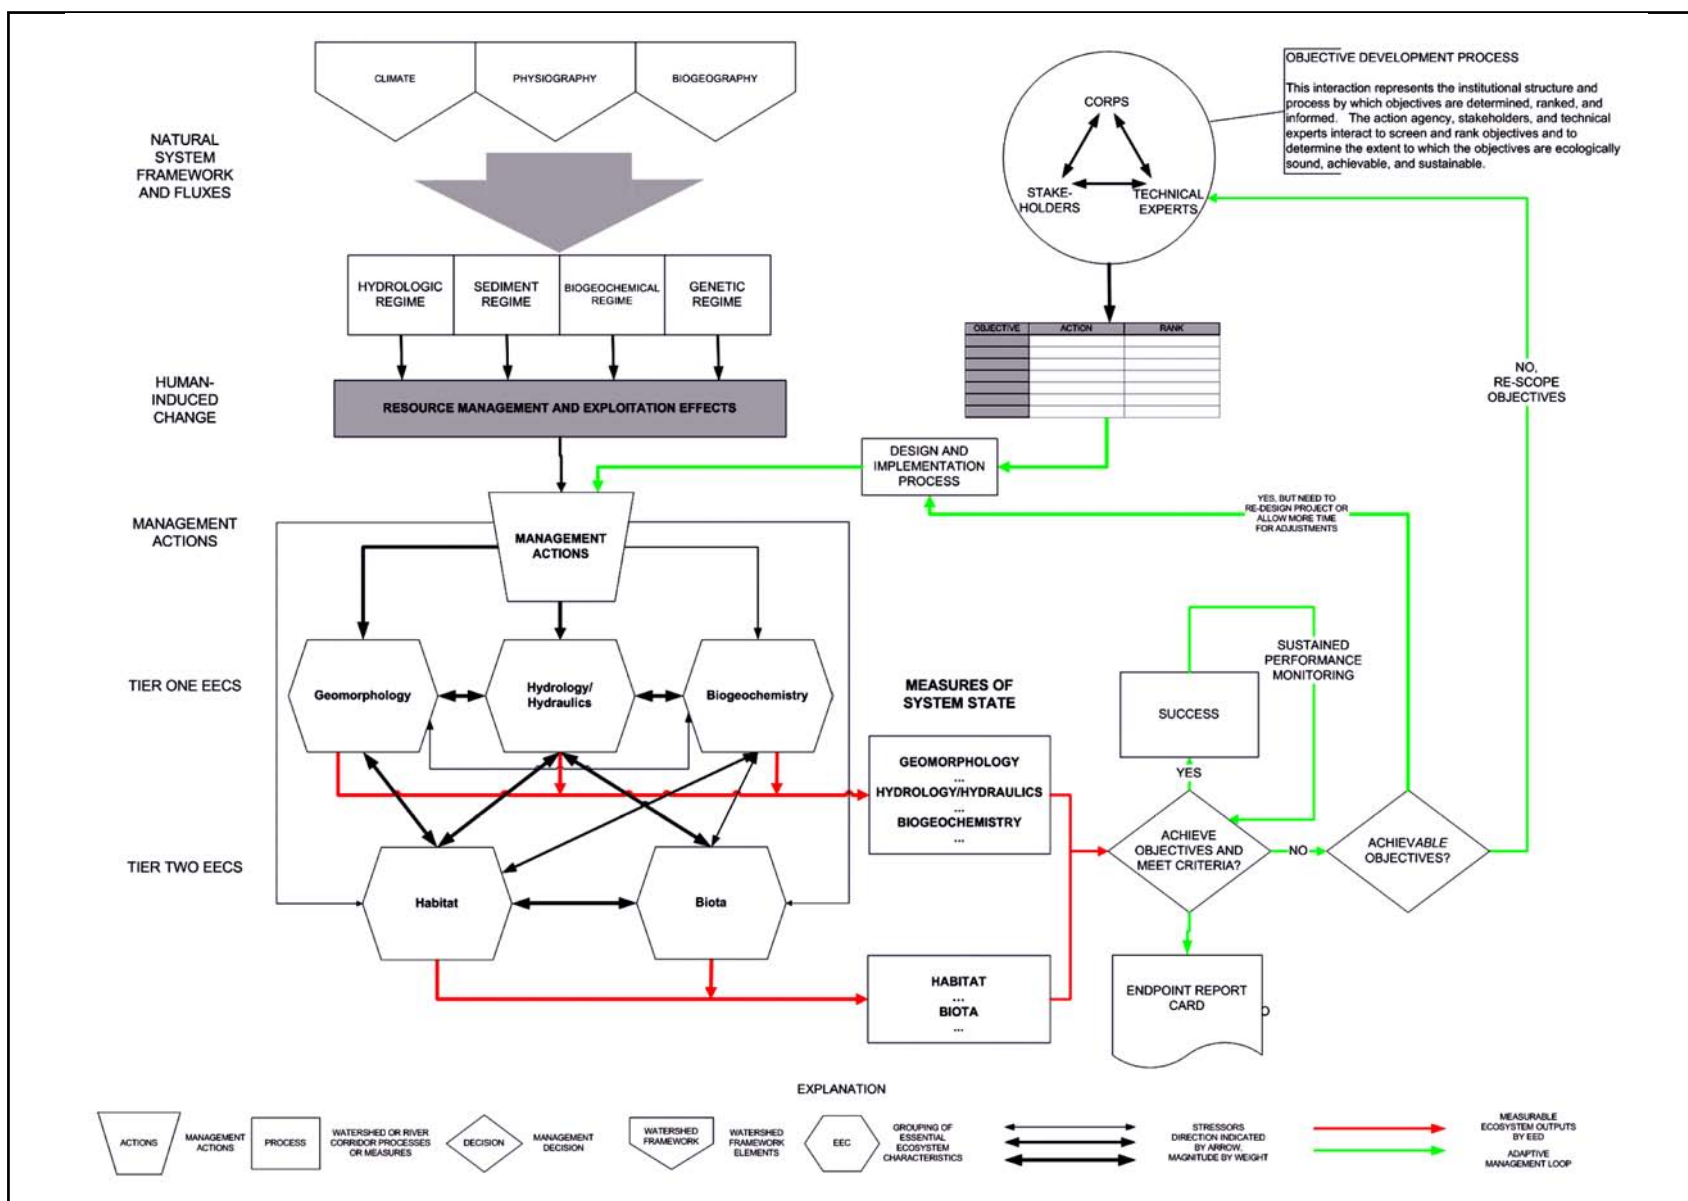 CLIMATE
PHYSIOGRAPHY
BIOGEOGRAPHY
NATURAL
SYSTEM
FRAMEWORK
AND FLUXES
HYDROLOGIC
REGIME
SEDIMENT
REGIME
BIOGEOCHEMICAL
REGIME
GENETIC
REGIME
HUMAN-
INDUCED
CHANGE
RESOURCE MANAGEMENT AND EXPLOITATION EFFECTS
CORPS
STAKE-
HOLDERS
TECHNICAL
EXPERTS
OBJECTIVE DEVELOPMENT PROCESS
This interaction represents the institutional structure and
process by which objectives are determined, ranked, and
informed. The action agency, stakeholders, and technical
experts interact to screen and rank objectives and to
determine the extent to which the objectives are ecologically
sound, achievable, and sustainable.
OBJECTIVE
ACTION
RANK
NO,
RE-SCOPE
OBJECTIVES
DESIGN AND
IMPLEMENTATION
PROCESS
YES, BUT NEED TO
RE-DESIGN PROJECT OR
ALLOW MORE TIME
FOR ADJUSTMENTS
MANAGEMENT
ACTIONS
MANAGEMENT
ACTIONS
TIER ONE EECS
Geomorphology
Hydrology/
Hydraulics
Biogeochemistry
MEASURES OF
SYSTEM STATE
GEOMORPHOLOGY
...
HYDROLOGY/HYDRAULICS
...
BIOGEOCHEMISTRY
...
SUSTAINED
PERFORMANCE
MONITORING
SUCCESS
YES
ACHIEVE
OBJECTIVES AND
MEET CRITERIA?
NO
ACHIEVABLE
OBJECTIVES?
TIER TWO EECS
Habitat
Biota
HABITAT
...
BIOTA
...
ENDPOINT REPORT
CARD
EXPLANATION
ACTIONS
MANAGEMENT
ACTIONS
PROCESS
WATERSHED OR RIVER
CORRIDOR PROCESSES
OR MEASURES
DECISION
MANAGEMENT
DECISION
WATERSHED
FRAMEWORK
WATERSHED
FRAMEWORK
ELEMENTS
EEC
GROUPING OF
ESSENTIAL
ECOSYSTEM
CHARACTERISTICS
STRESSORS
DIRECTION INDICATED
BY ARROW,
MAGNITUDE BY WEIGHT
MEASURABLE
ECOSYSTEM OUTPUTS
BY EED
ADAPTIVE
MANAGEMENT LOOP